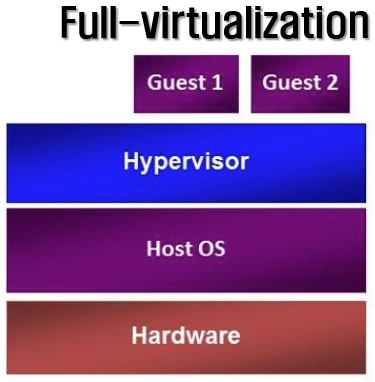 Full-virtualization
Guest 1 Guest 2
Hypervisor
Host OS
Hardware